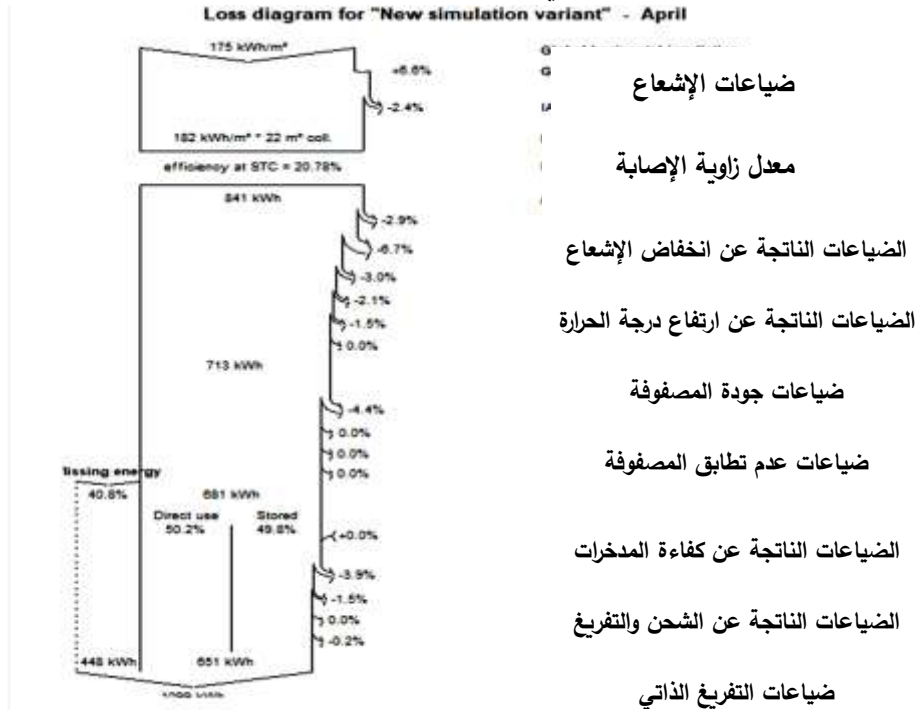 Loss diagram for "New simulation variant" - April
175 kWh/m²
+6.6%
ضياعات الإشعاع
-2.4%
182 kWh/m² * 22 m² coll.
efficiency at STC = 20.78%
معدل زاوية الإصابة
841 kWh
-2.9%
-6.7%
الضياعات الناتجة عن انخفاض الإشعاع
-3.0%
-2.1%
-1.5%
الضياعات الناتجة عن ارتفاع درجة الحرارة
0.0%
713 kWh
ضياعات جودة المصفوفة
-4.4%
0.0%
0.0%
ضياعات عدم تطابق المصفوفة
0.0%
energy
40.8%
681 kWh
Direct use Stored
50.2% 49.8%
+0.0%
الضياعات الناتجة عن كفاءة المدخرات
-3.9%
-1.5%
الضياعات الناتجة عن الشحن والتفريغ
0.0%
-0.2%
448 kWh 651 kWh
ضياعات التفريغ الذاتي